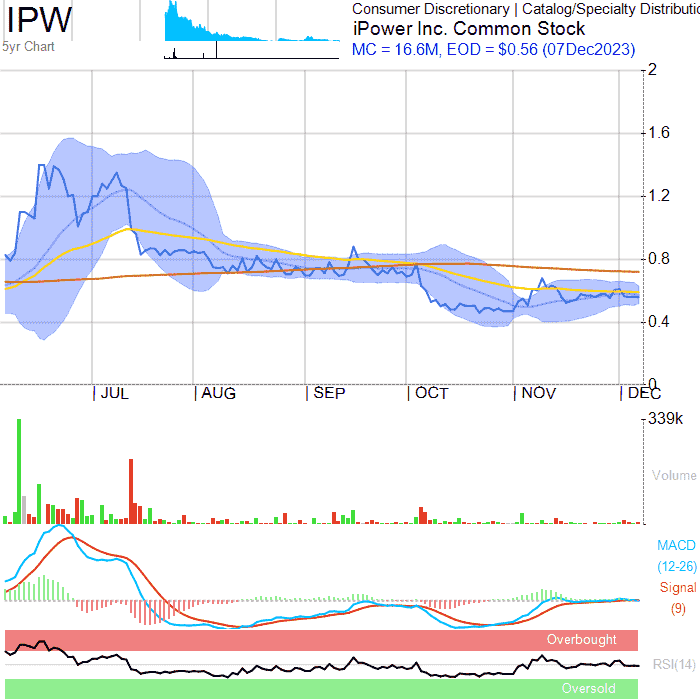 IPW
5yr Chart
Consumer Discretionary | Catalog/Specialty Distributio
iPower Inc. Common Stock
MC = 16.6M, EOD = $0.56 (07Dec2023)
2
1.6
1.2
0.8
0.4
0
JUL AUG SEP OCT NOV DEC
339k
Volume
MACD
(12-26)
Signal
(9)
Overbought
RSI(14)
Oversold